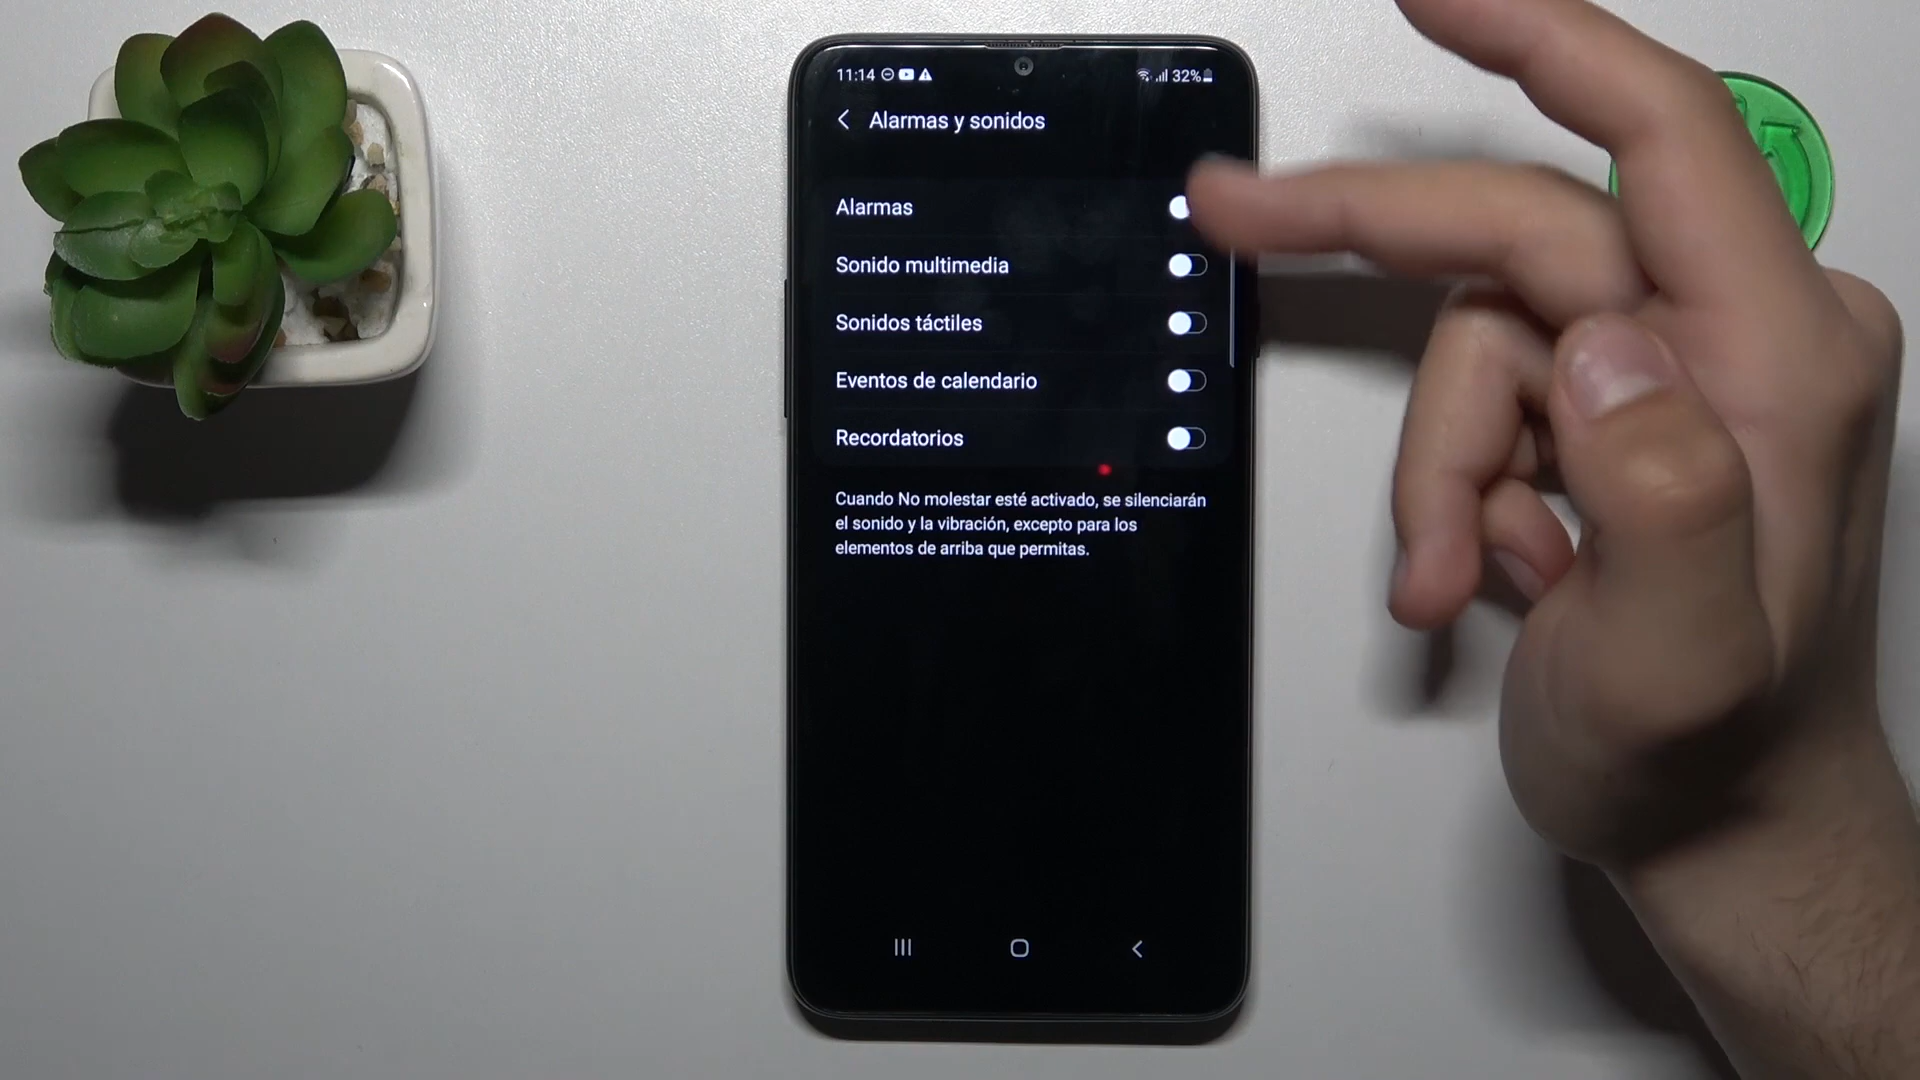 11:14
32%
Alarmas y sonidos
Alarmas
Sonido multimedia
Sonidos táctiles
Eventos de calendario
Recordatorios
Cuando No molestar esté activado, se silenciarán
el sonido y la vibración, excepto para los
elementos de arriba que permitas.